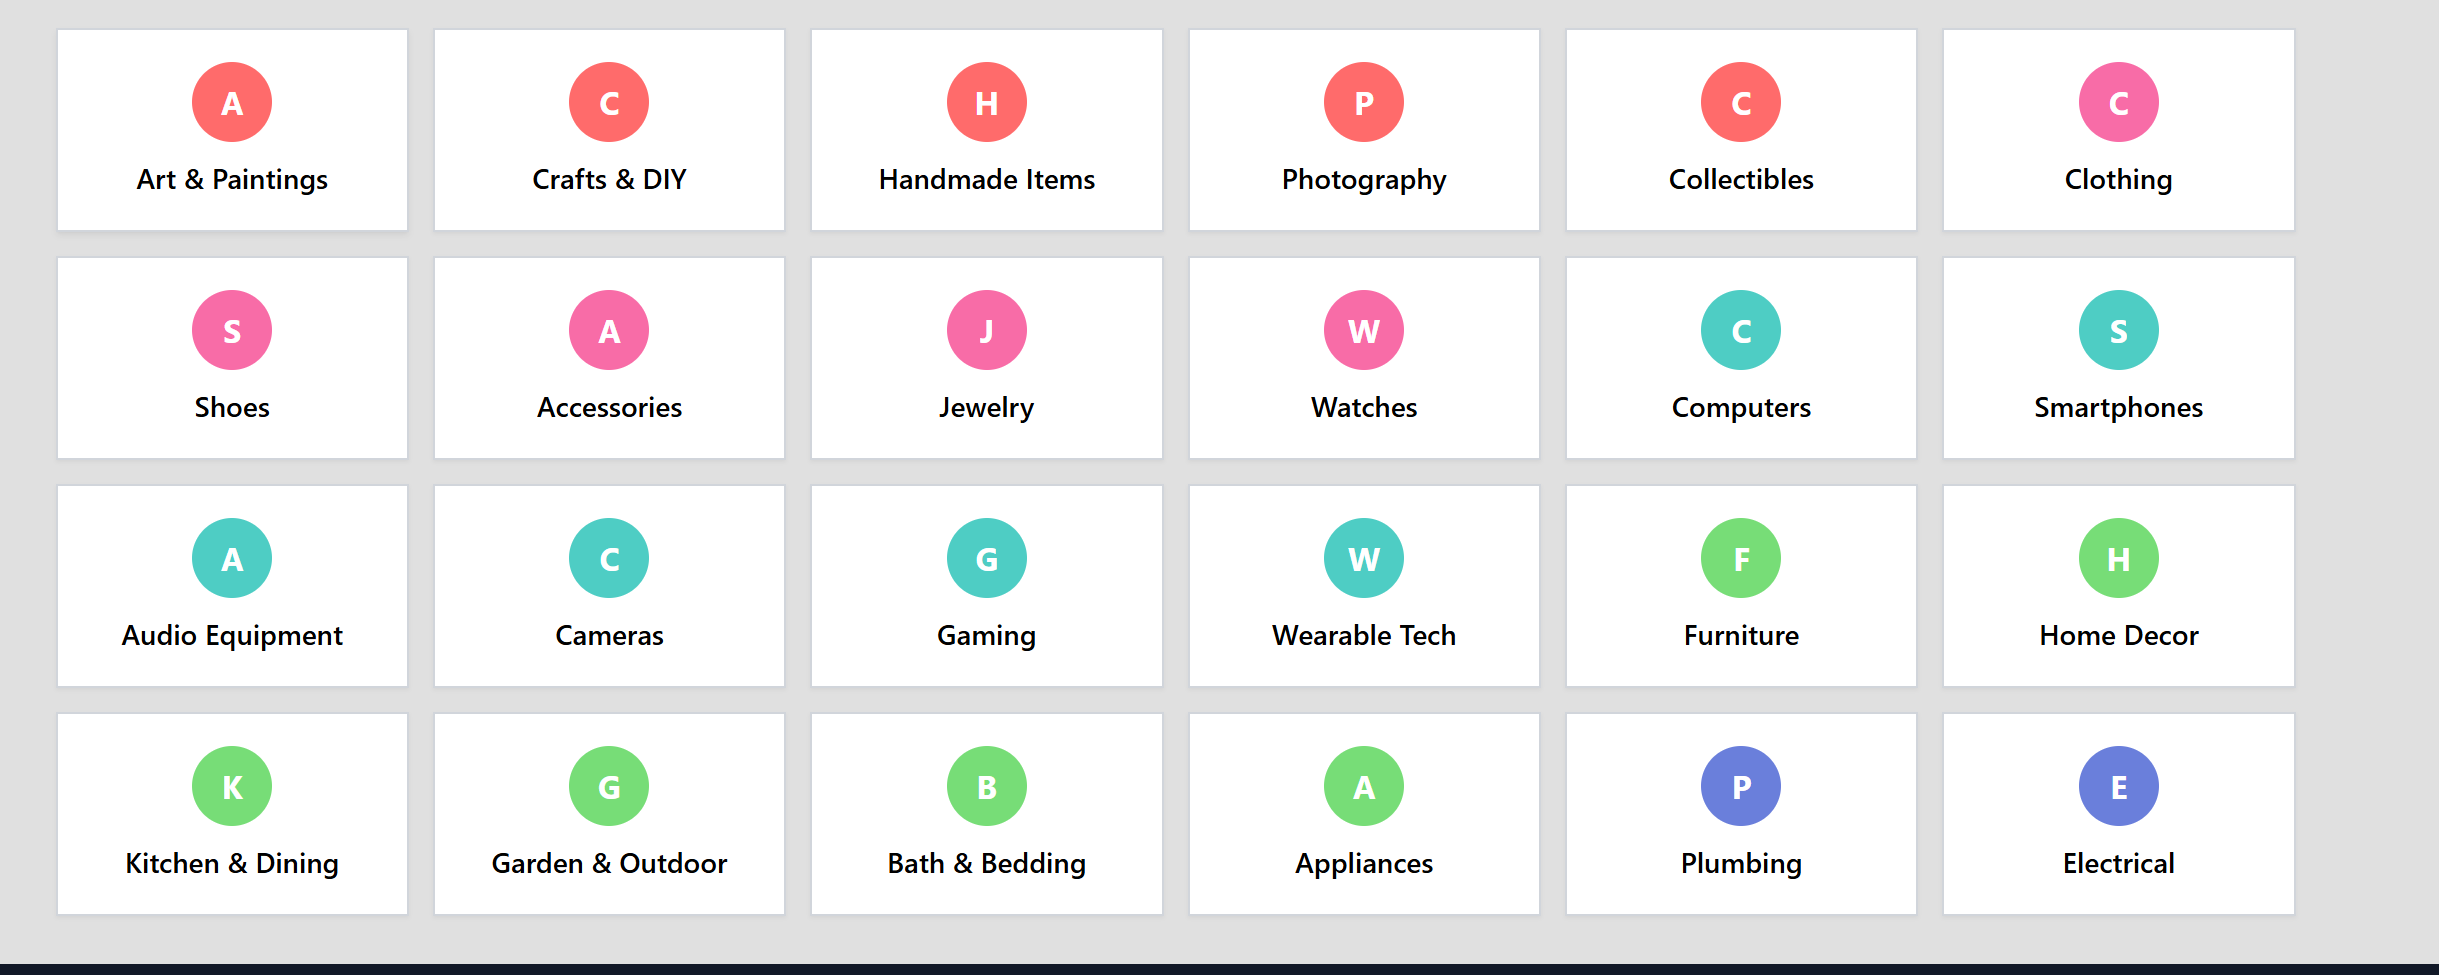 A
Art & Paintings
C
Crafts & DIY
H
Handmade Items
P
Photography
C
Collectibles
C
Clothing
S
Shoes
A
Accessories
J
Jewelry
W
Watches
C
Computers
S
Smartphones
A
Audio Equipment
C
Cameras
G
Gaming
W
Wearable Tech
F
Furniture
H
Home Decor
K
Kitchen & Dining
G
Garden & Outdoor
B
Bath & Bedding
A
Appliances
P
Plumbing
E
Electrical